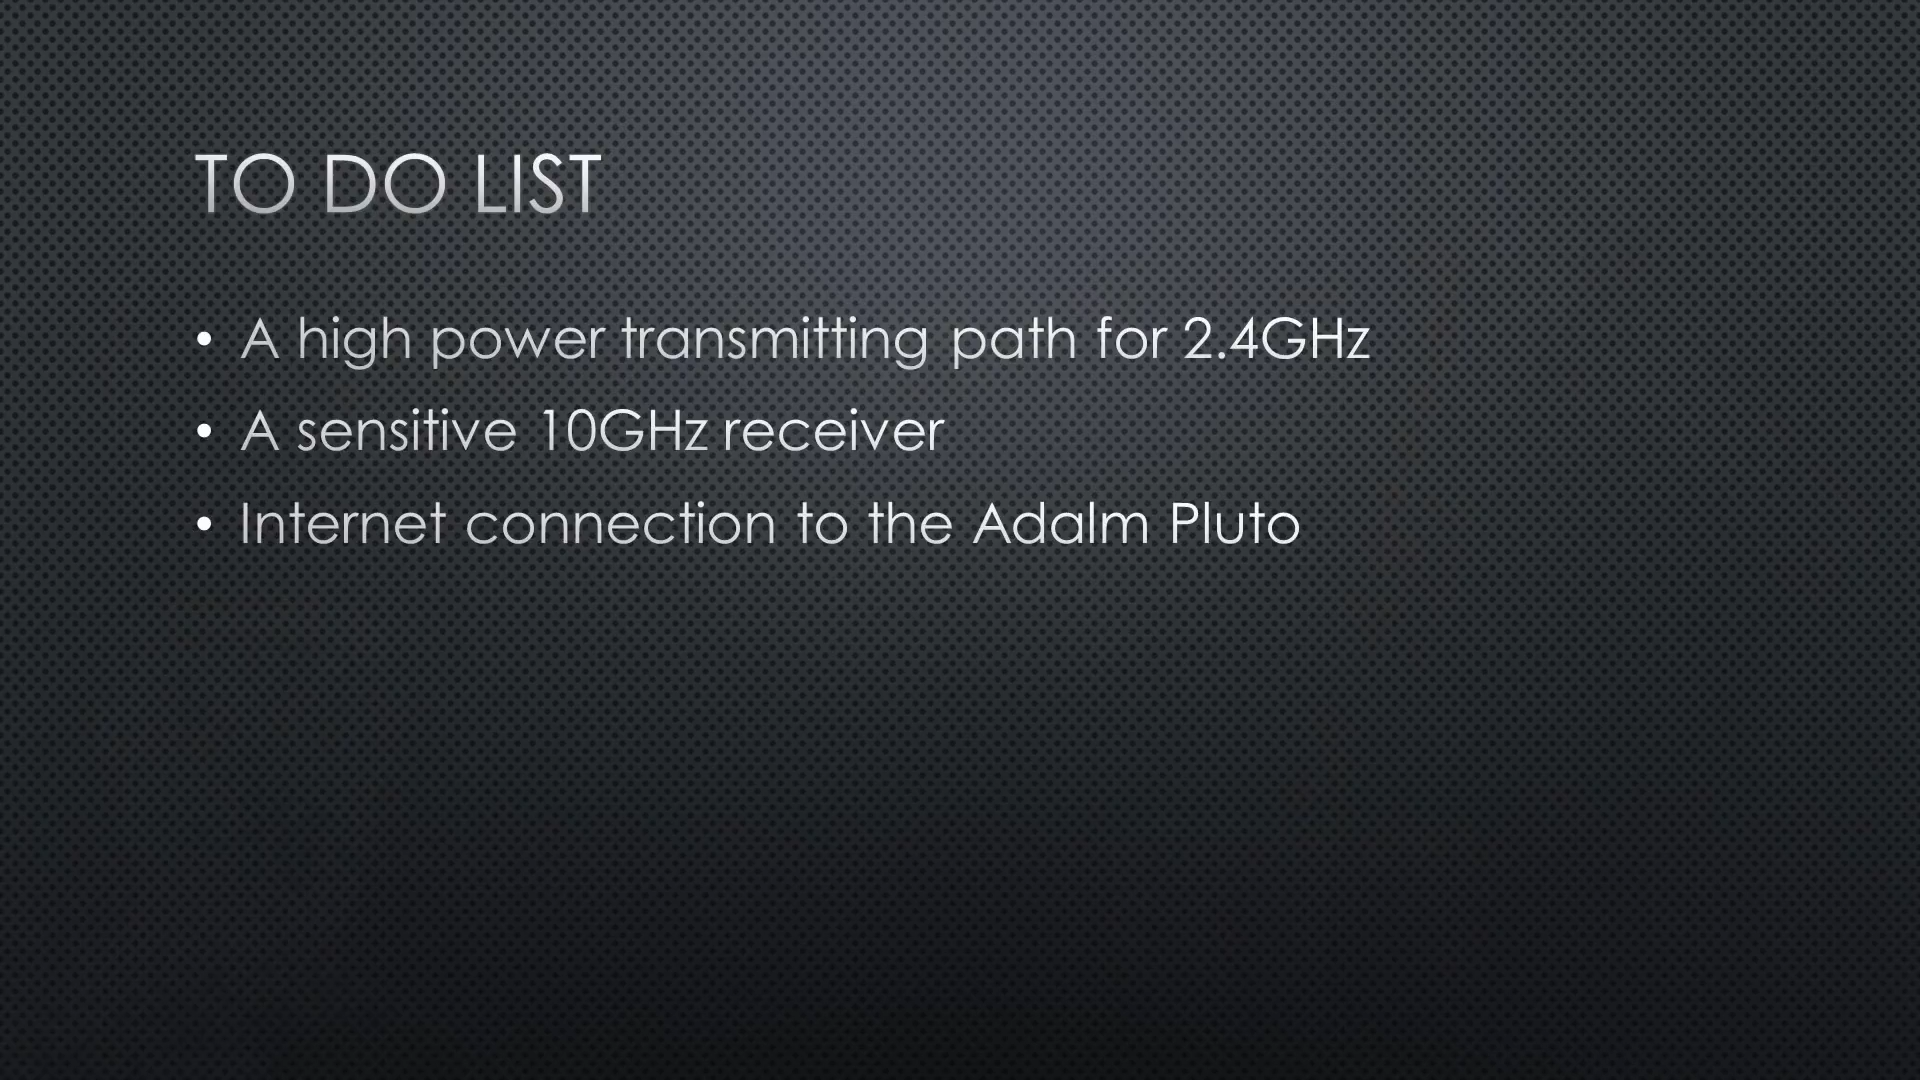 TO DO LIST
• A high power transmitting path for 2.4GHz
• A sensitive 10GHz receiver
• Internet connection to the Adalm Pluto